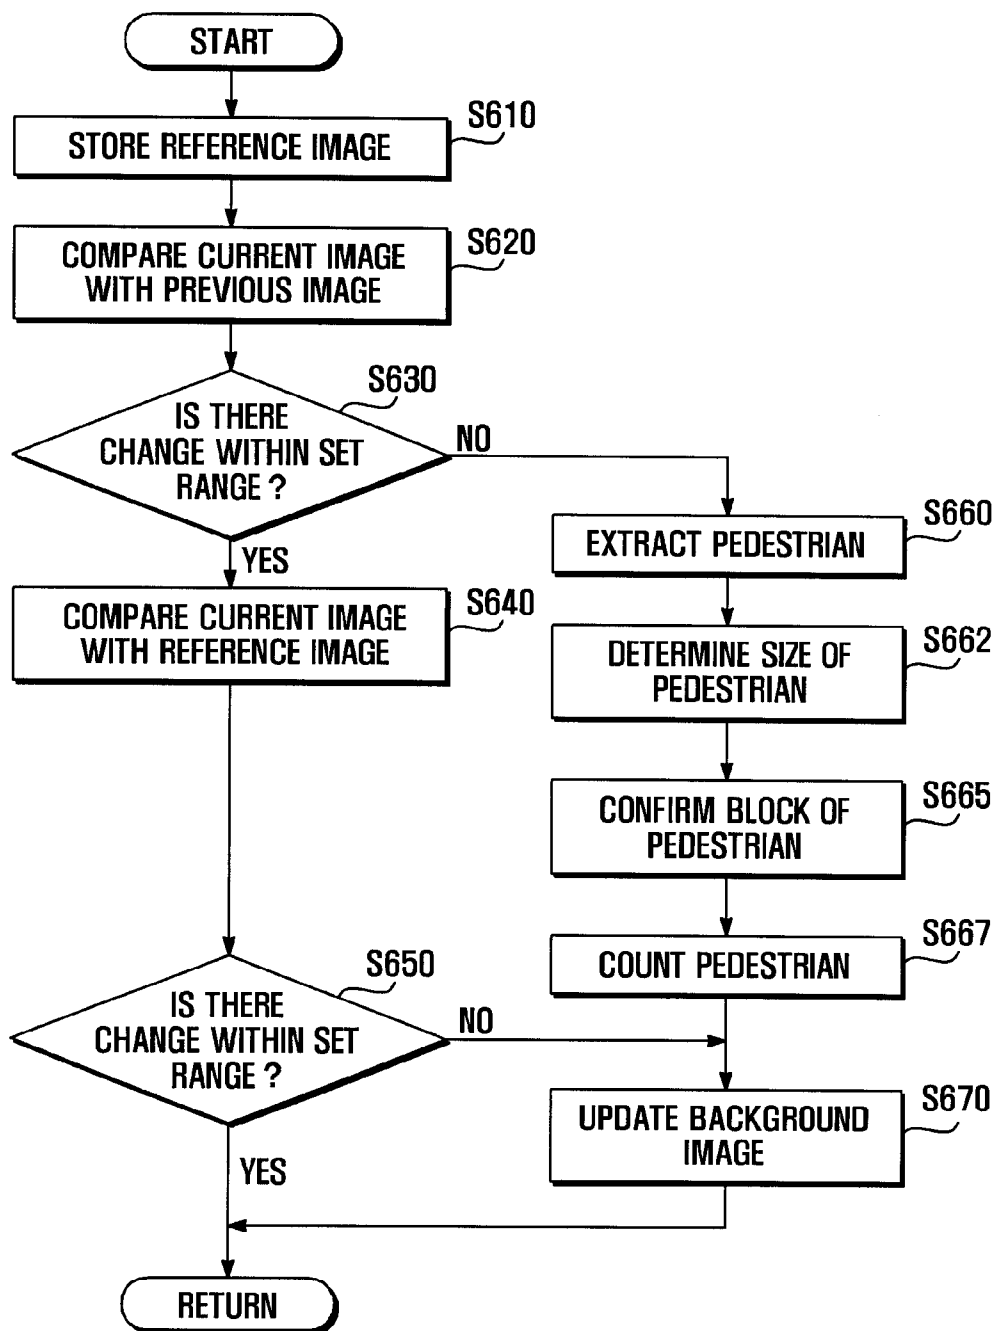 START
S610
STORE REFERENCE IMAGE
S620
COMPARE CURRENT IMAGE
WITH PREVIOUS IMAGE
S630
IS THERE
CHANGE WITHIN SET
RANGE ?
NO
YES
S640
COMPARE CURRENT IMAGE
WITH REFERENCE IMAGE
S660
EXTRACT PEDESTRIAN
S662
DETERMINE SIZE OF
PEDESTRIAN
S665
CONFIRM BLOCK OF
PEDESTRIAN
S667
COUNT PEDESTRIAN
S650
IS THERE
CHANGE WITHIN SET
RANGE ?
NO
YES
S670
UPDATE BACKGROUND
IMAGE
RETURN